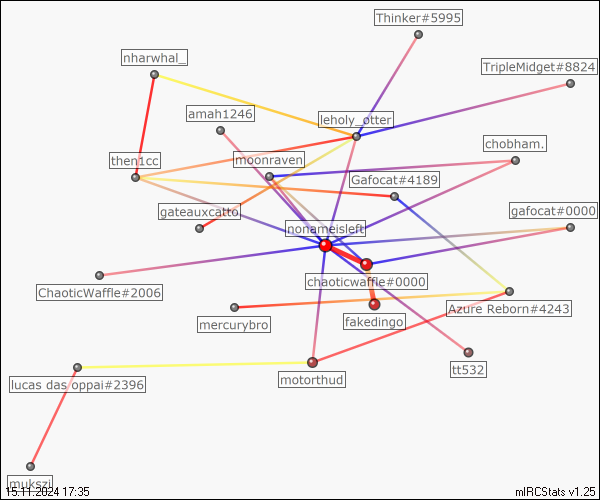 Thinker#5995
nharwhal_
TripleMidget#8824
amah1246
leholy_otter
chobham.
then1cc
moonraven
Gafocat#4189
gateauxcatto
gafocat#0000
nonameisleft
ChaoticWaffle#2006
chaoticwaffle#0000
mercurybro
fakedingo
Azure Reborn#4243
tt532
motorthud
lucas das oppai#2396
mukszi
15.11.2024 17:35
mIRCStats v1.25